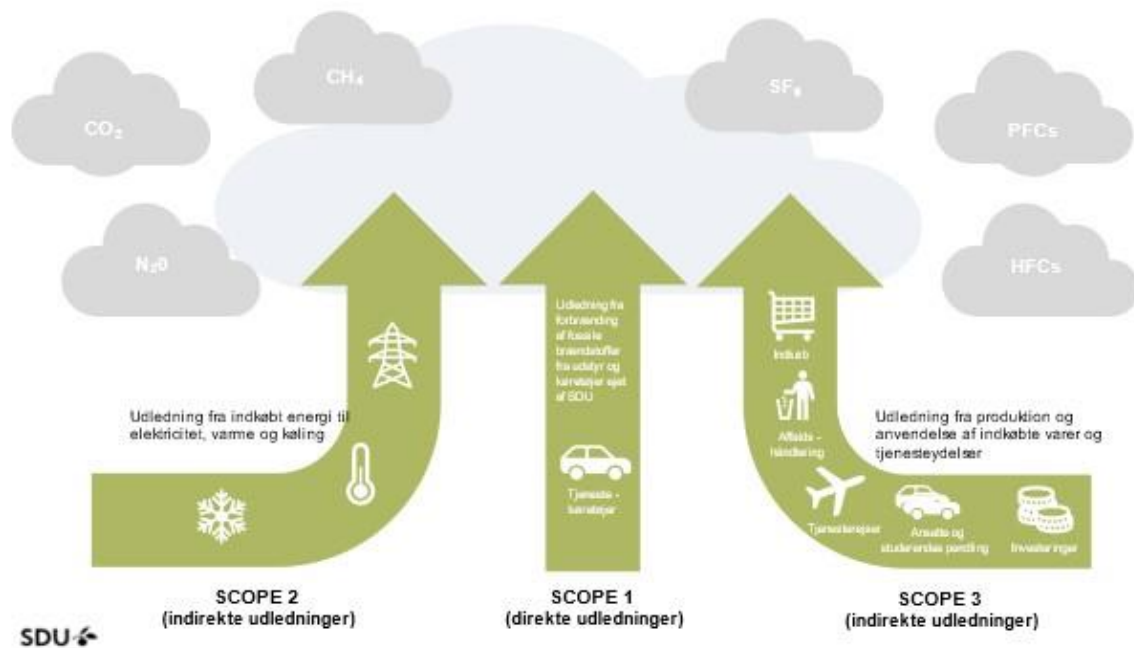 CO₂
CH₄
SF₆
PFCs
N₂0
HFCs
Udledning fra indkøbt energi til
elektricitet, varme og køling
Udledning fra
forbrænding
af fossile
brændstoffer
fra udstyr og
køretøjer ejet
af SDU
Tjeneste -
køretøjer
Indkøb
Affalds -
håndtering
Tjenesterejser
Ansatte og
studerendes pendling
Investeringer
Udledning fra produktion og
anvendelse af indkøbte varer og
tjenesteydelser
SCOPE 2
(indirekte udledninger)
SCOPE 1
(direkte udledninger)
SCOPE 3
(indirekte udledninger)
SDU